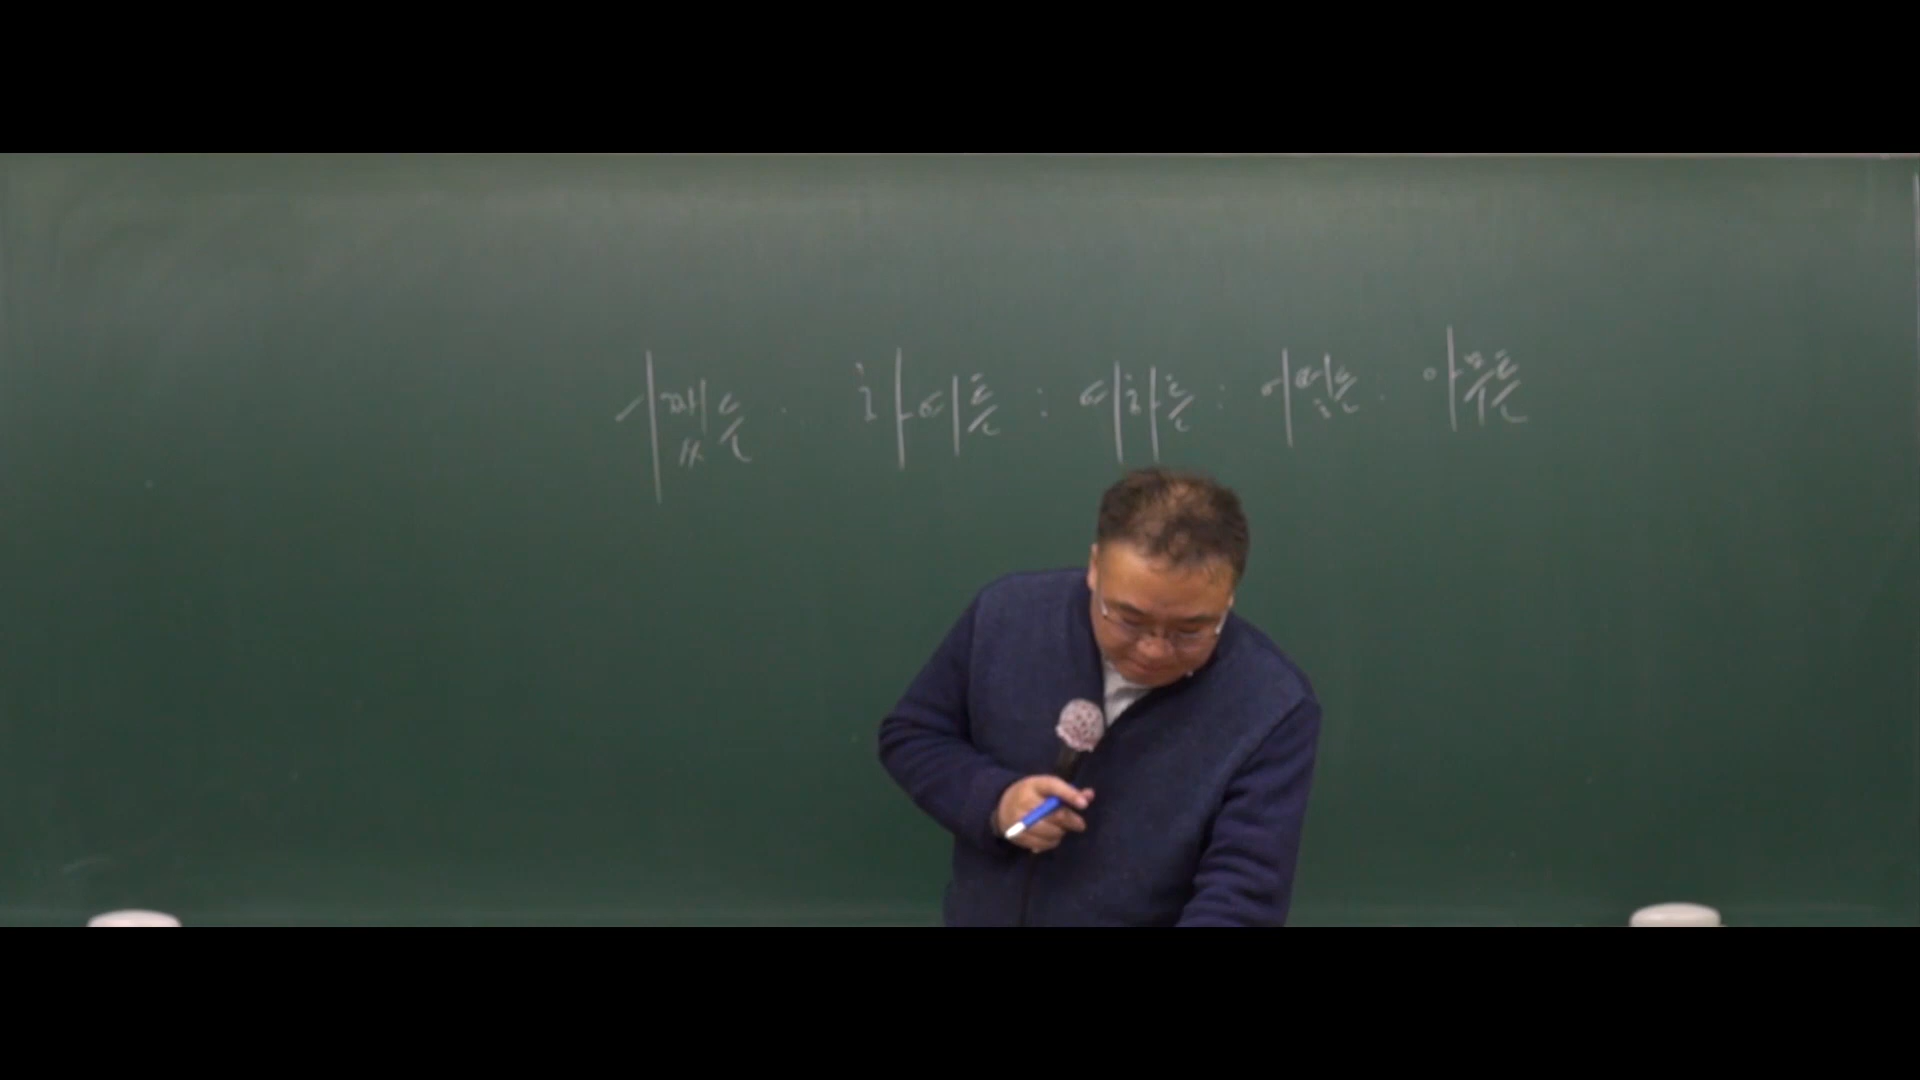 어쨌든 · 하여튼 : 여하튼 : 어떻든 : 아무튼